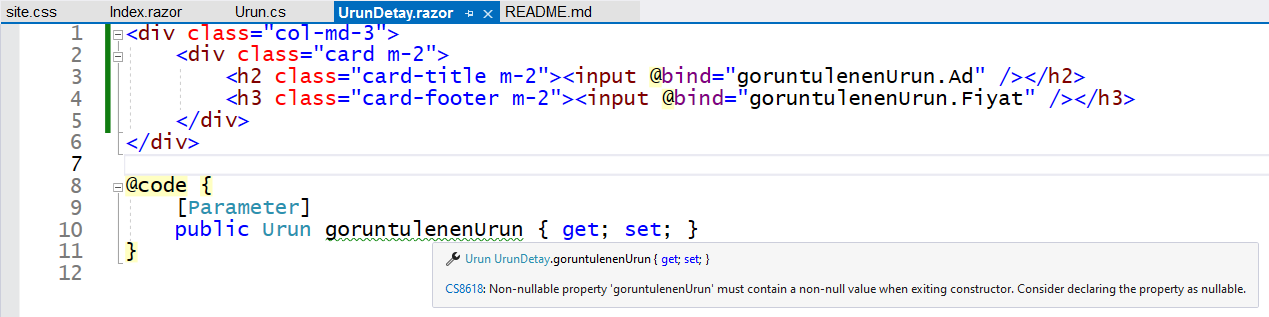 site.css Index.razor Urun.cs UrunDetay.razor README.md
1 <div class="col-md-3">
2 <div class="card m-2">
3 <h2 class="card-title m-2"><input @bind="goruntulenenUrun.Ad" /></h2>
4 <h3 class="card-footer m-2"><input @bind="goruntulenenUrun.Fiyat" /></h3>
5 </div>
6 </div>
7
8 @code {
9 [Parameter]
10 public Urun goruntulenenUrun { get; set; }
11 }
12
Urun UrunDetay.goruntulenenUrun { get; set; }
CS8618: Non-nullable property 'goruntulenenUrun' must contain a non-null value when exiting constructor. Consider declaring the property as nullable.